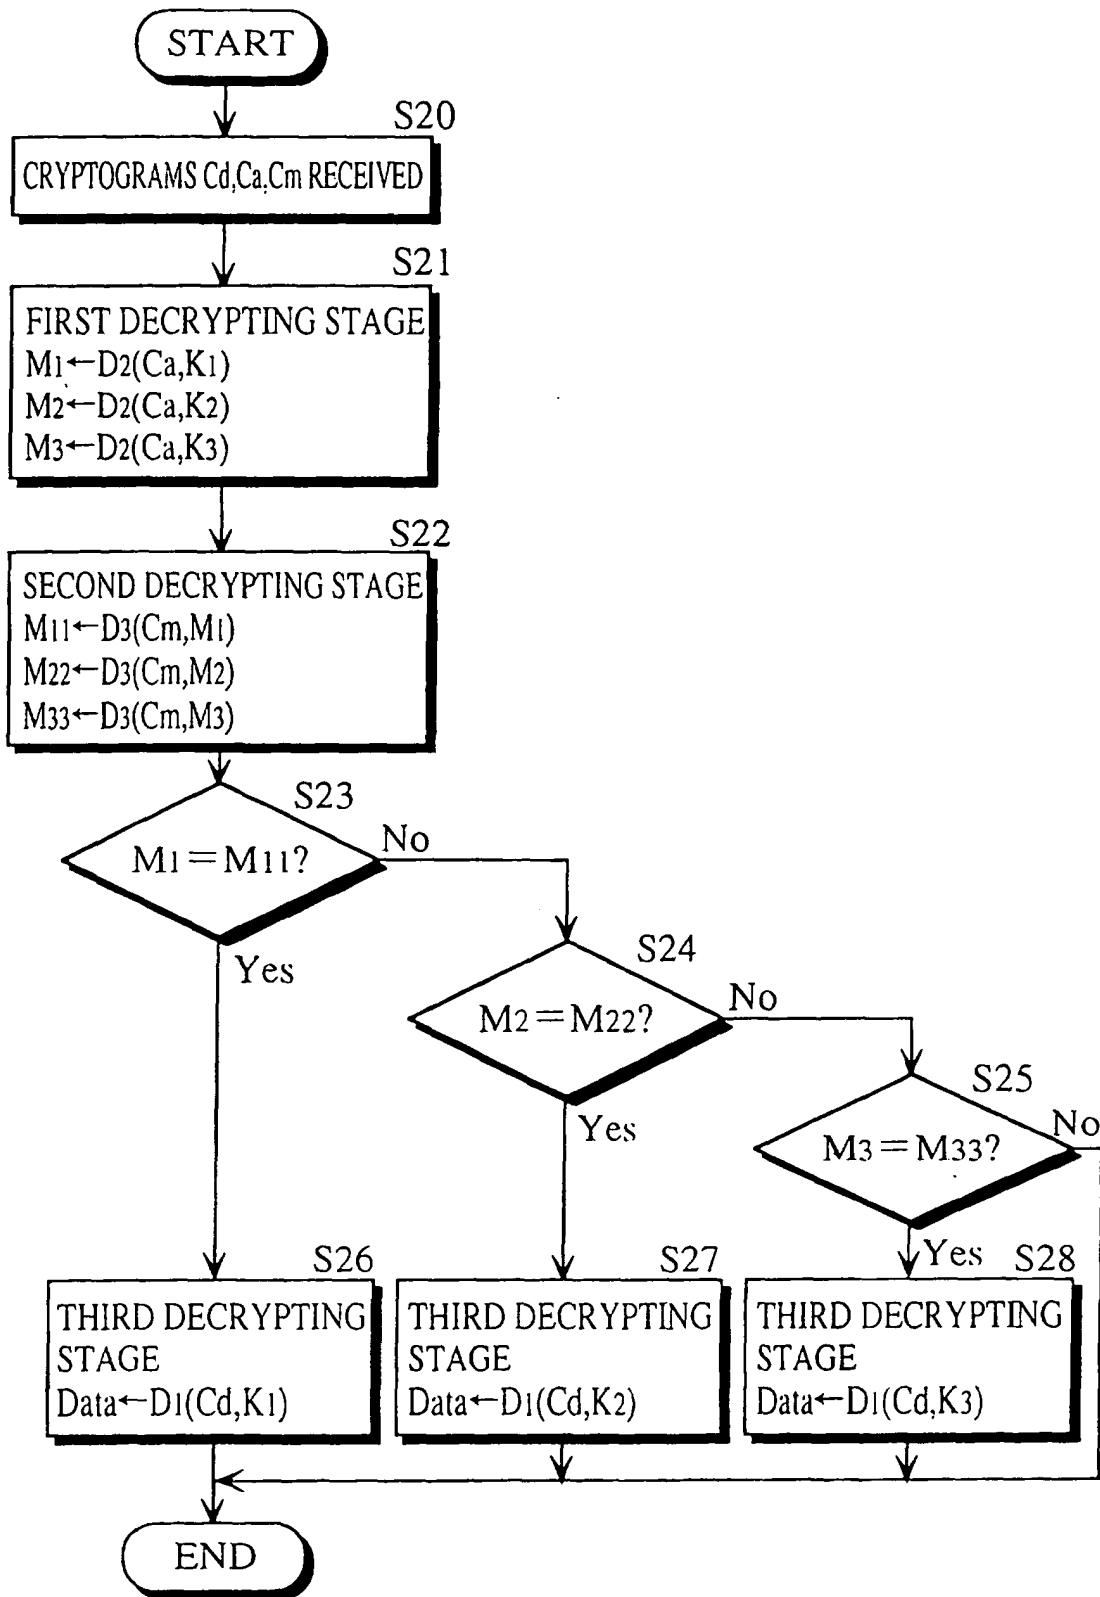 START
S20
CRYPTOGRAMS Cd,Ca,Cm RECEIVED
S21
FIRST DECRYPTING STAGE
M1←D2(Ca,K1)
M2←D2(Ca,K2)
M3←D2(Ca,K3)
S22
SECOND DECRYPTING STAGE
M11←D3(Cm,M1)
M22←D3(Cm,M2)
M33←D3(Cm,M3)
S23
M1=M11?
No
Yes
S24
M2=M22?
No
Yes
S25
M3=M33?
No
Yes
S26
THIRD DECRYPTING
STAGE
Data←D1(Cd,K1)
S27
THIRD DECRYPTING
STAGE
Data←D1(Cd,K2)
S28
THIRD DECRYPTING
STAGE
Data←D1(Cd,K3)
END